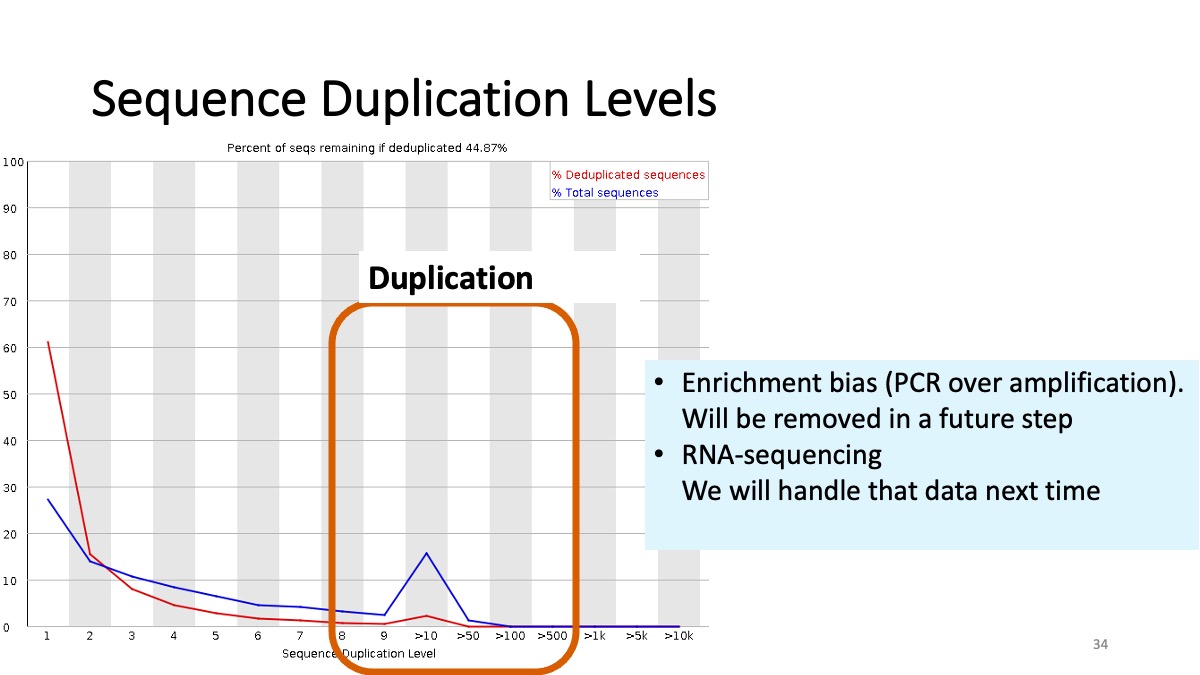 Sequence Duplication Levels
Percent of seqs remaining if deduplicated 44.87%
% Deduplicated sequences
% Total sequences
100
90
80
70
60
50
40
30
20
10
0
Duplication
• Enrichment bias (PCR over amplification).
Will be removed in a future step
• RNA-sequencing
We will handle that data next time
1 2 3 4 5 6 7 8 9 >10 >50 >100 >500 >1k >5k >10k
Sequence Duplication Level
34